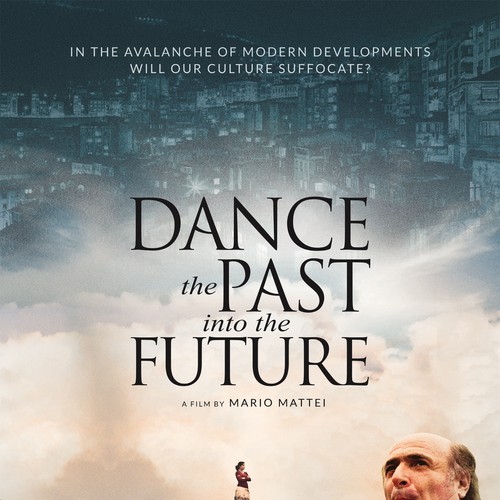 IN THE AVALANCHE OF MODERN DEVELOPMENTS
WILL OUR CULTURE SUFFOCATE?
DANCE
the PAST
into the
FUTURE
A FILM BY MARIO MATTEI